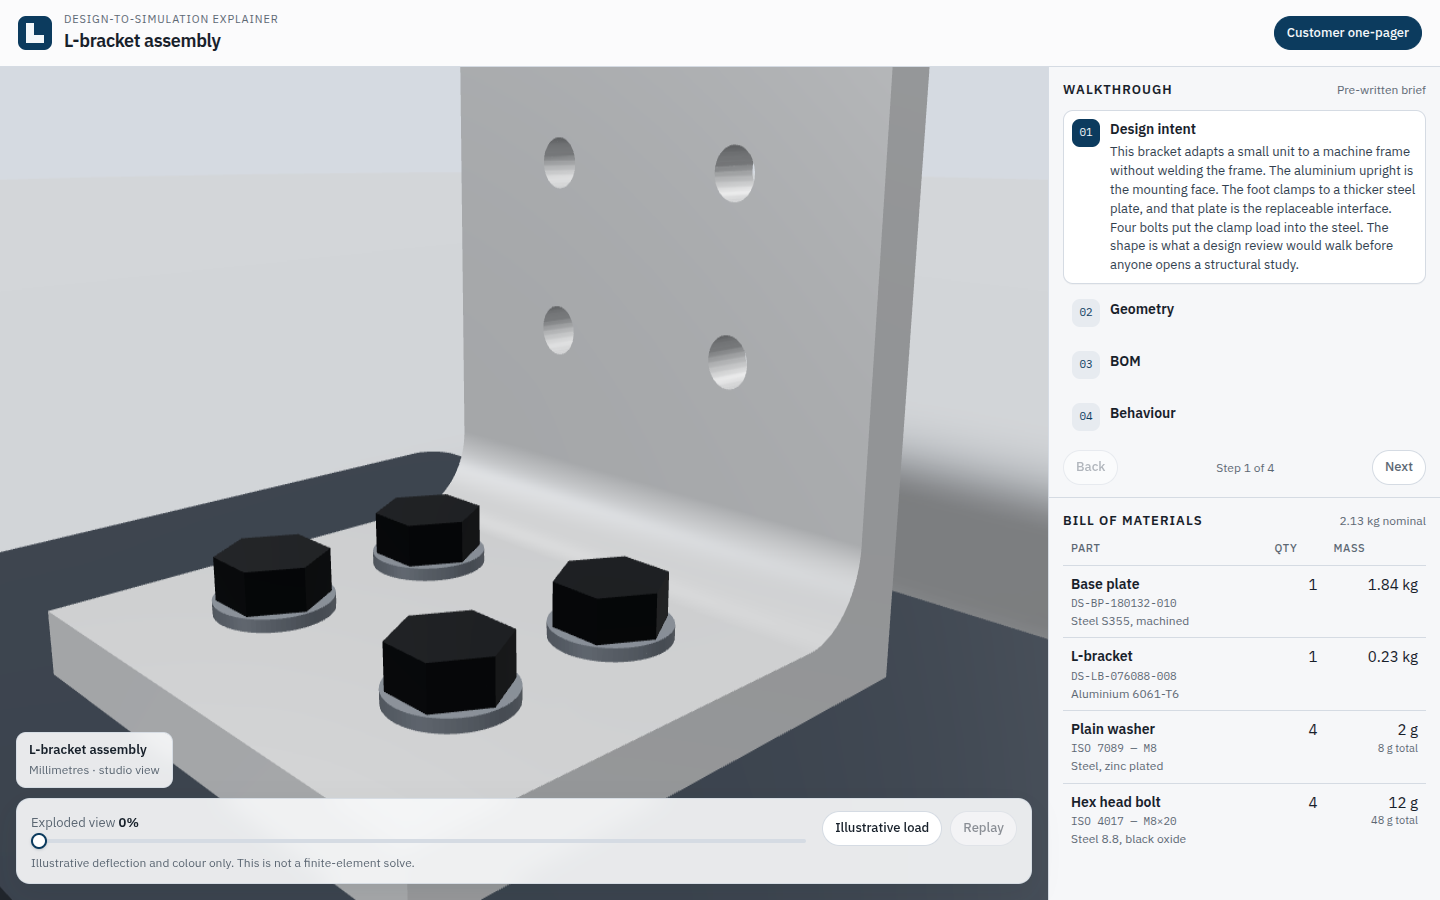 DESIGN-TO-SIMULATION EXPLAINER
L-bracket assembly
Customer one-pager
WALKTHROUGH
Pre-written brief
01
Design intent
This bracket adapts a small unit to a machine frame
without welding the frame. The aluminium upright is
the mounting face. The foot clamps to a thicker steel
plate, and that plate is the replaceable interface.
Four bolts put the clamp load into the steel. The
shape is what a design review would walk before
anyone opens a structural study.
02
Geometry
03
BOM
04
Behaviour
Back
Step 1 of 4
Next
BILL OF MATERIALS
2.13 kg nominal
PART QTY MASS
Base plate 1 1.84 kg
DS-BP-180132-010
Steel S355, machined
L-bracket 1 0.23 kg
DS-LB-076088-008
Aluminium 6061-T6
Plain washer 4 2 g
ISO 7089 — M8 8 g total
Steel, zinc plated
Hex head bolt 4 12 g
ISO 4017 — M8×20 48 g total
Steel 8.8, black oxide
L-bracket assembly
Millimetres · studio view
Exploded view 0%
Illustrative load
Replay
Illustrative deflection and colour only. This is not a finite-element solve.